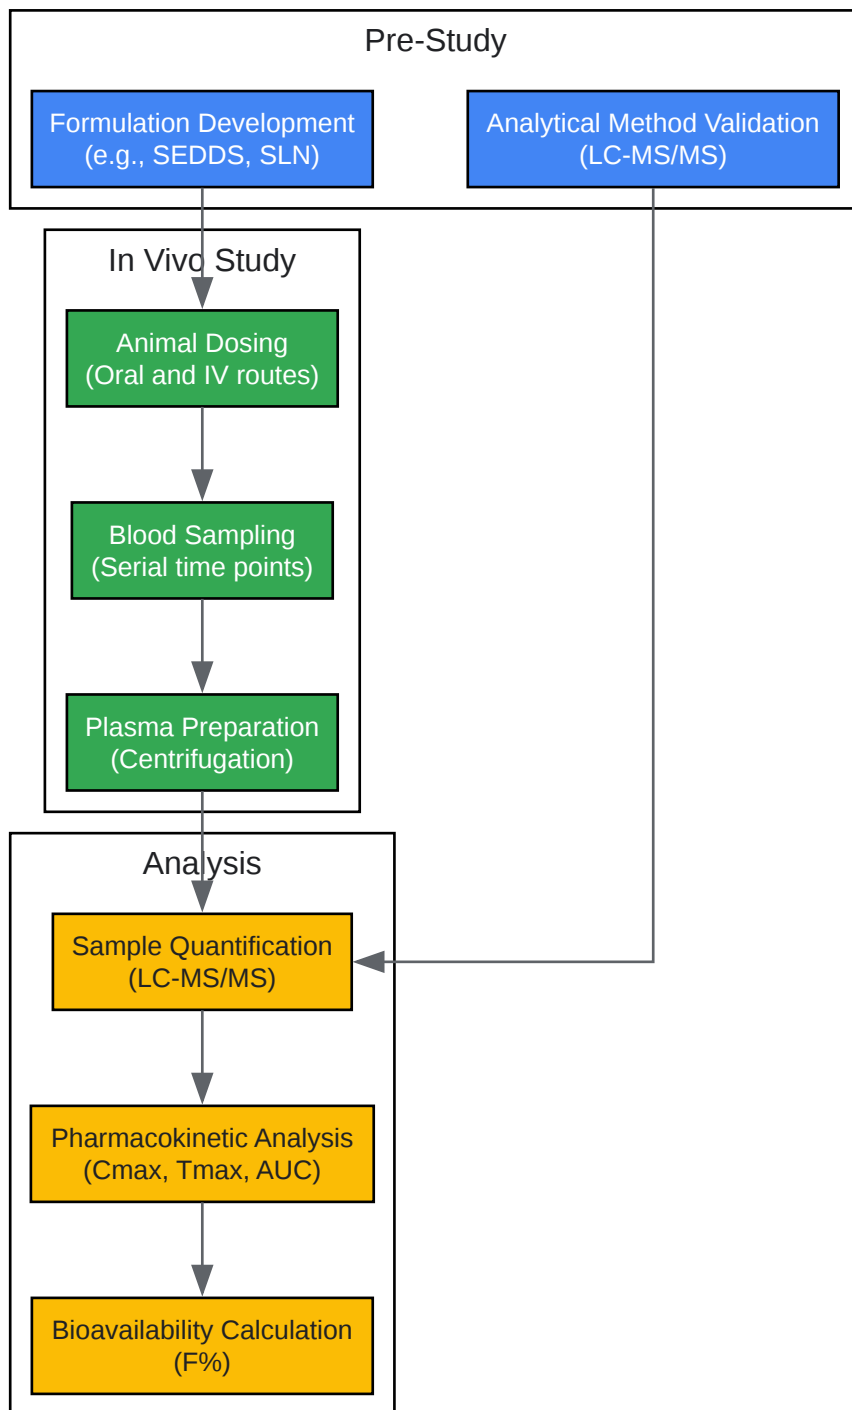 Pre-Study
Formulation Development
(e.g., SEDDS, SLN)
Analytical Method Validation
(LC-MS/MS)
In Vivo Study
Animal Dosing
(Oral and IV routes)
Blood Sampling
(Serial time points)
Plasma Preparation
(Centrifugation)
Analysis
Sample Quantification
(LC-MS/MS)
Pharmacokinetic Analysis
(Cmax, Tmax, AUC)
Bioavailability Calculation
(F%)